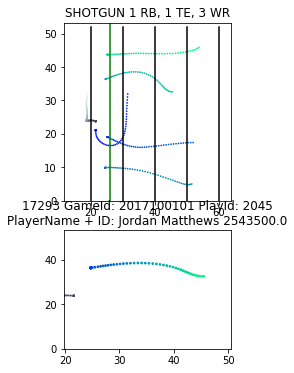 SHOTGUN 1 RB, 1 TE, 3 WR
50
40
30
20
10
0
20 40 60
17293 GameId: 2017100101 PlayId: 2045
PlayerName + ID: Jordan Matthews 2543500.0
40
20
0
20 30 40 50